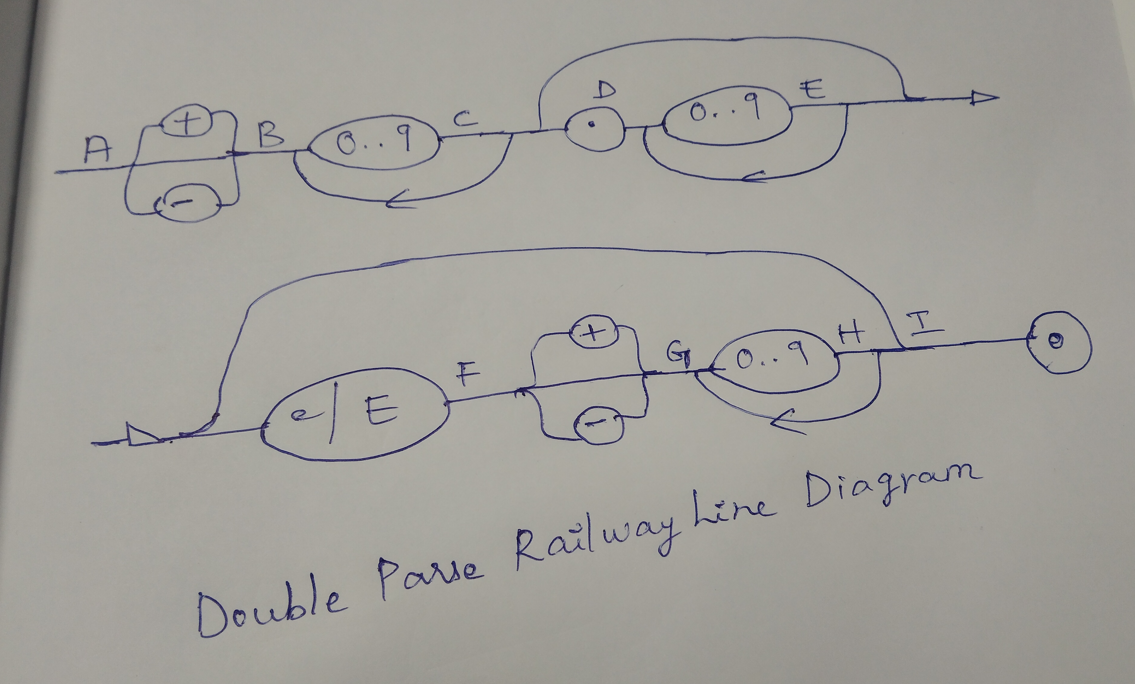 + D 0..9 E
A B 0..9 C .
-
+ G 0..9 H I
e/E F
-
Double Parse Railway Line Diagram